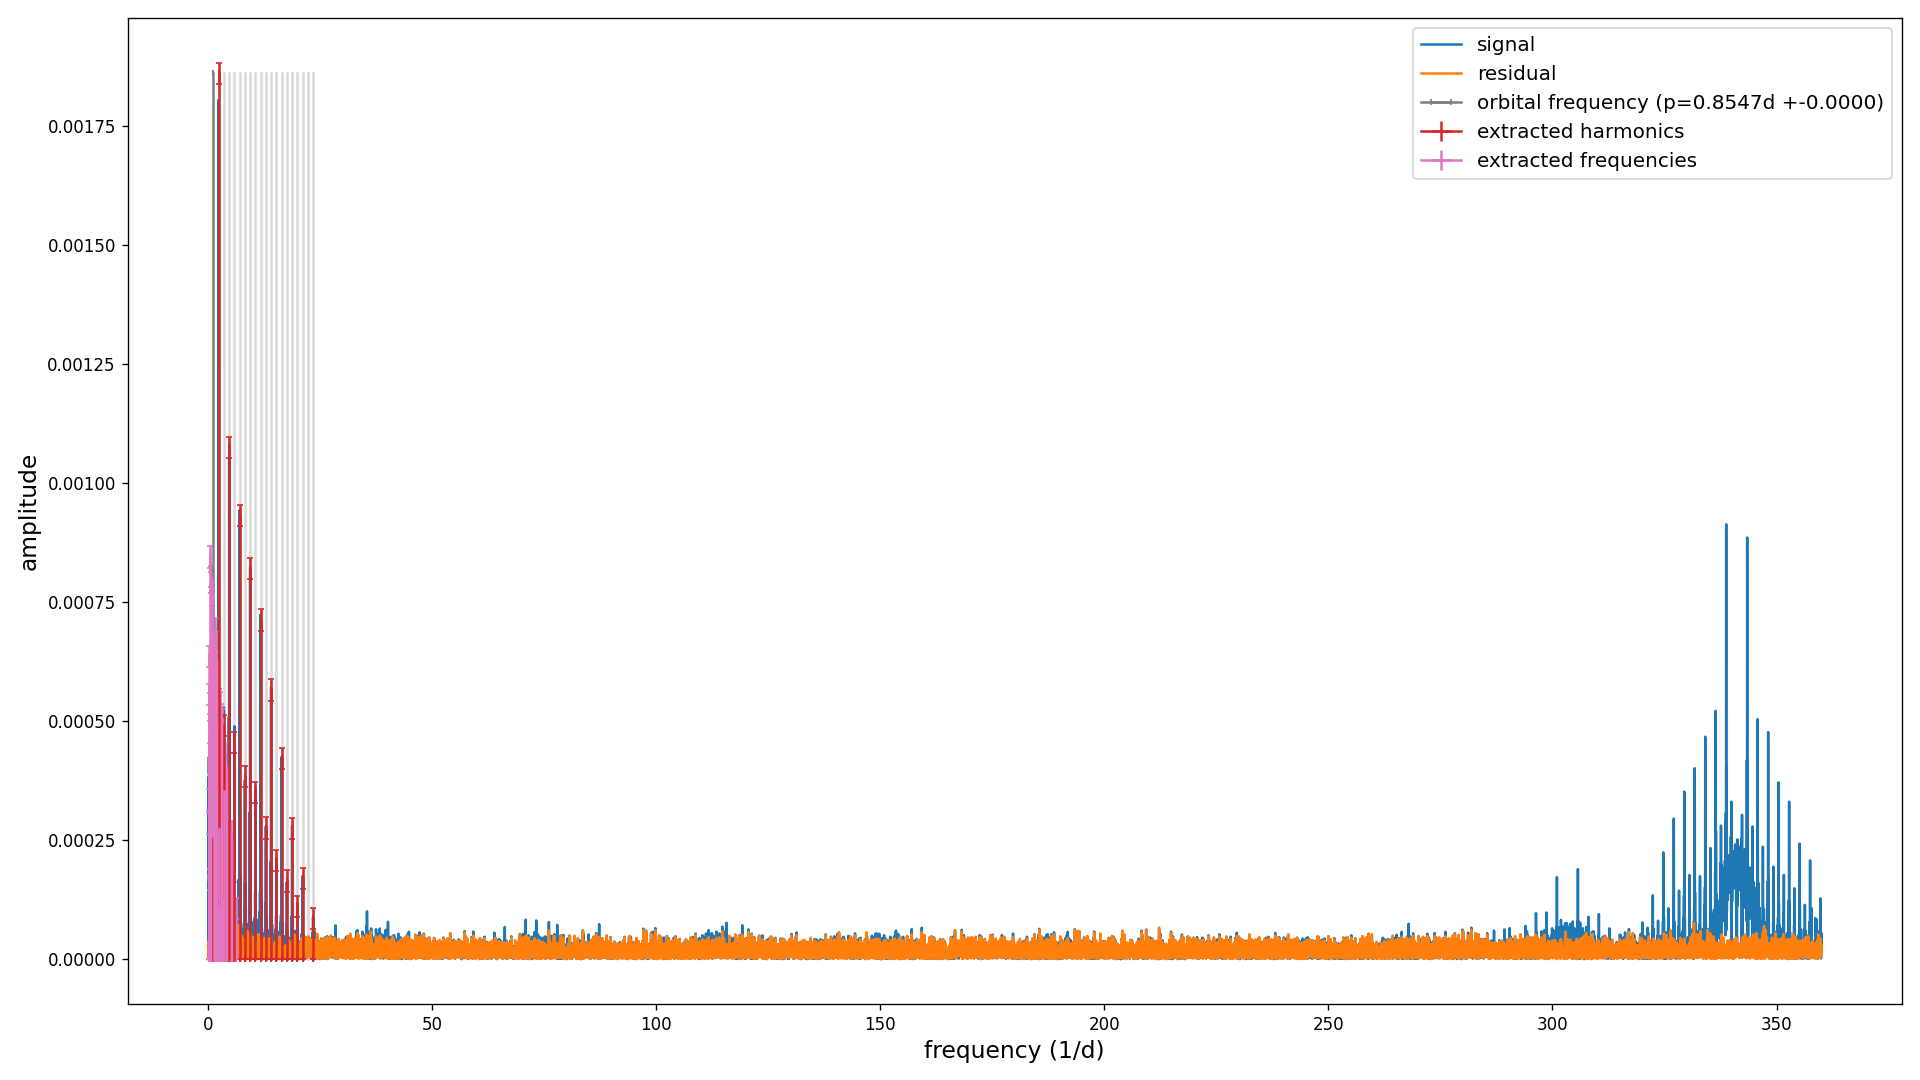 signal
residual
orbital frequency (p=0.8547d +-0.0000)
extracted harmonics
extracted frequencies
0.00175
0.00150
0.00125
0.00100
0.00075
0.00050
0.00025
0.00000
amplitude
0 50 100 150 200 250 300 350
frequency (1/d)